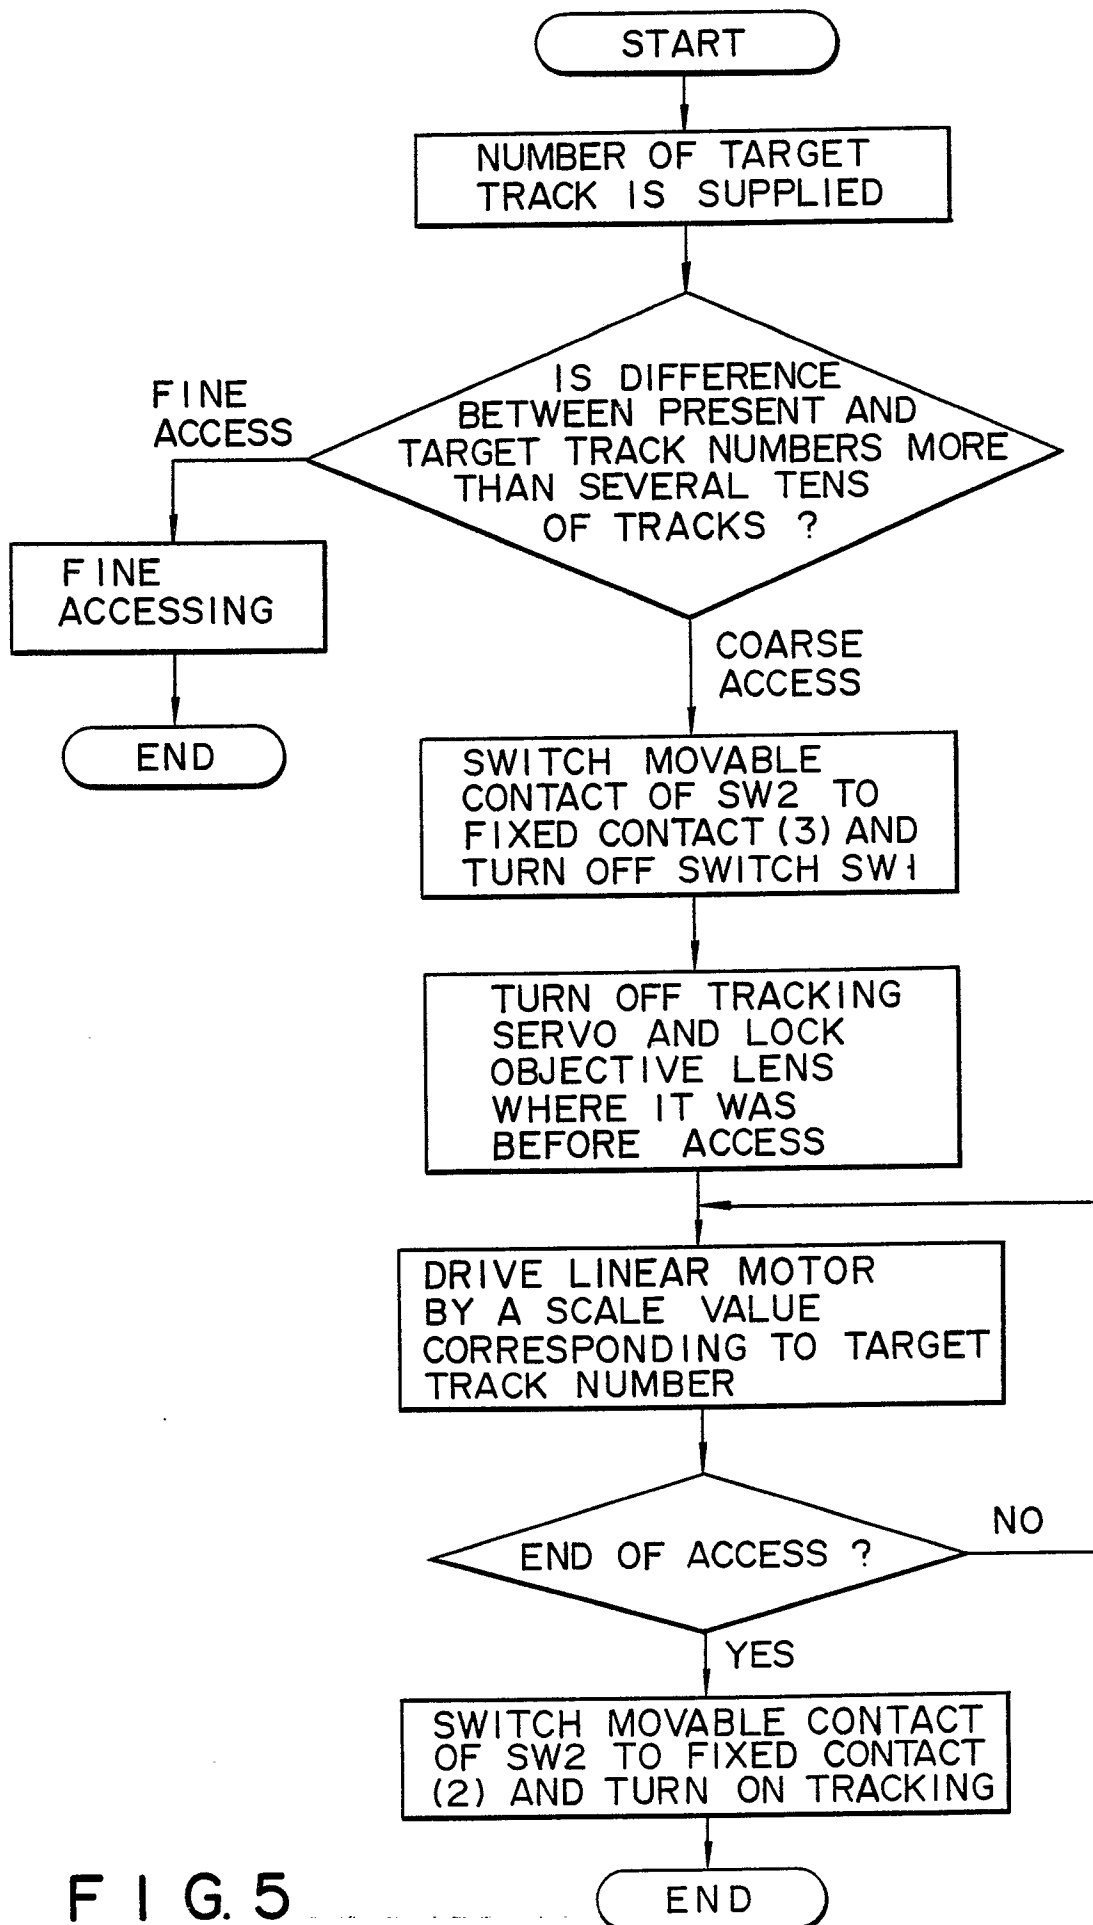 START
NUMBER OF TARGET
TRACK IS SUPPLIED
IS DIFFERENCE
BETWEEN PRESENT AND
TARGET TRACK NUMBERS MORE
THAN SEVERAL TENS
OF TRACKS ?
FINE
ACCESS
FINE
ACCESSING
END
COARSE
ACCESS
SWITCH MOVABLE
CONTACT OF SW2 TO
FIXED CONTACT (3) AND
TURN OFF SWITCH SW1
TURN OFF TRACKING
SERVO AND LOCK
OBJECTIVE LENS
WHERE IT WAS
BEFORE ACCESS
DRIVE LINEAR MOTOR
BY A SCALE VALUE
CORRESPONDING TO TARGET
TRACK NUMBER
END OF ACCESS ?
NO
YES
SWITCH MOVABLE CONTACT
OF SW2 TO FIXED CONTACT
(2) AND TURN ON TRACKING
END
FIG. 5